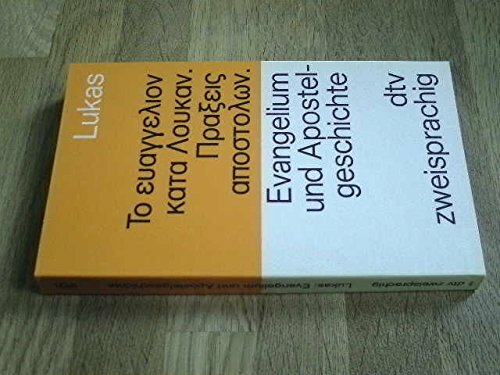 Lukas
Το ευαγγελιον
κατα Λουκαν.
Πραξεις
αποστολων.
Evangelium
und Apostel-
geschichte
dtv
zweisprachig
Lukas: Evangelium und Apostelgeschichte
dtv zweisprachig